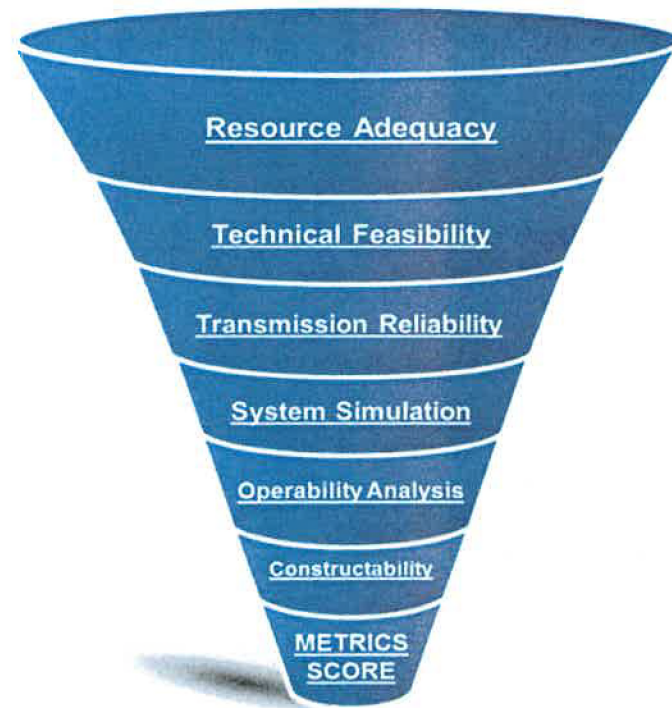 Resource Adequacy
Technical Feasibility
Transmission Reliability
System Simulation
Operability Analysis
Constructability
METRICS
SCORE